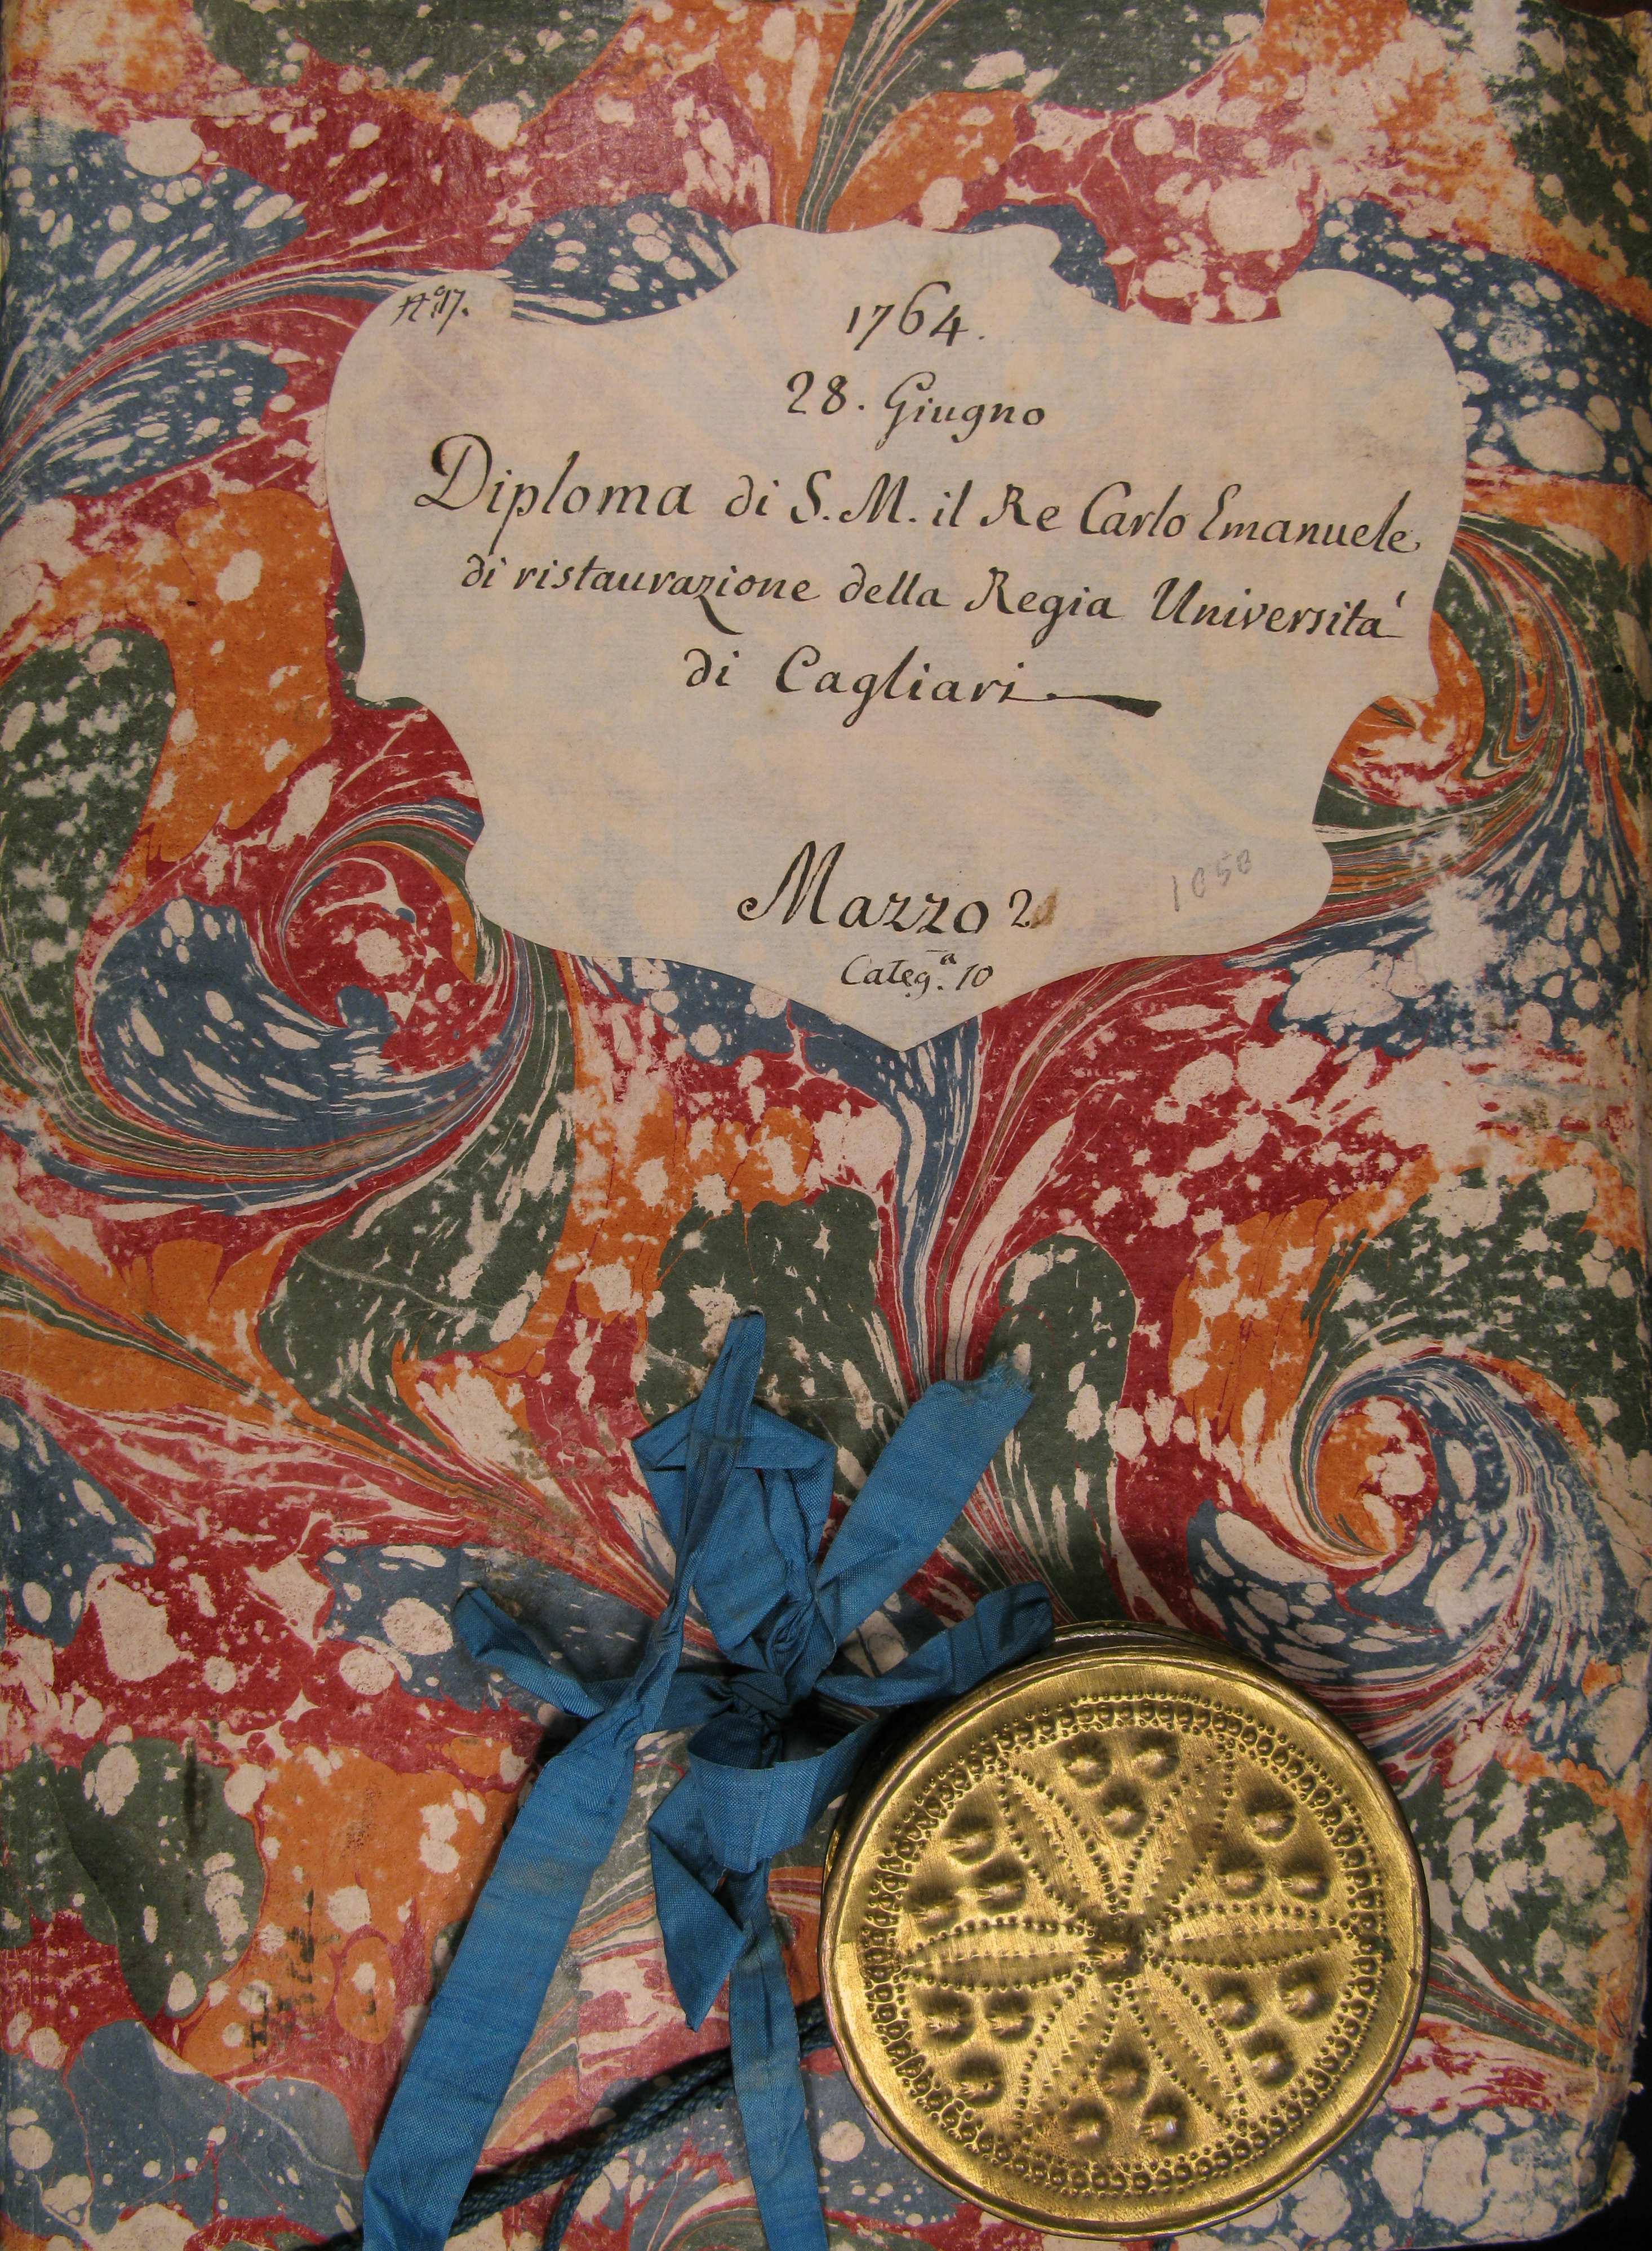 N.º 17.
1764.
28. Giugno
Diploma di S. M. il Re Carlo Emanuele
di ristaurazione della Regia Università
di Cagliari
Mazzo 2
Categ.ª 10